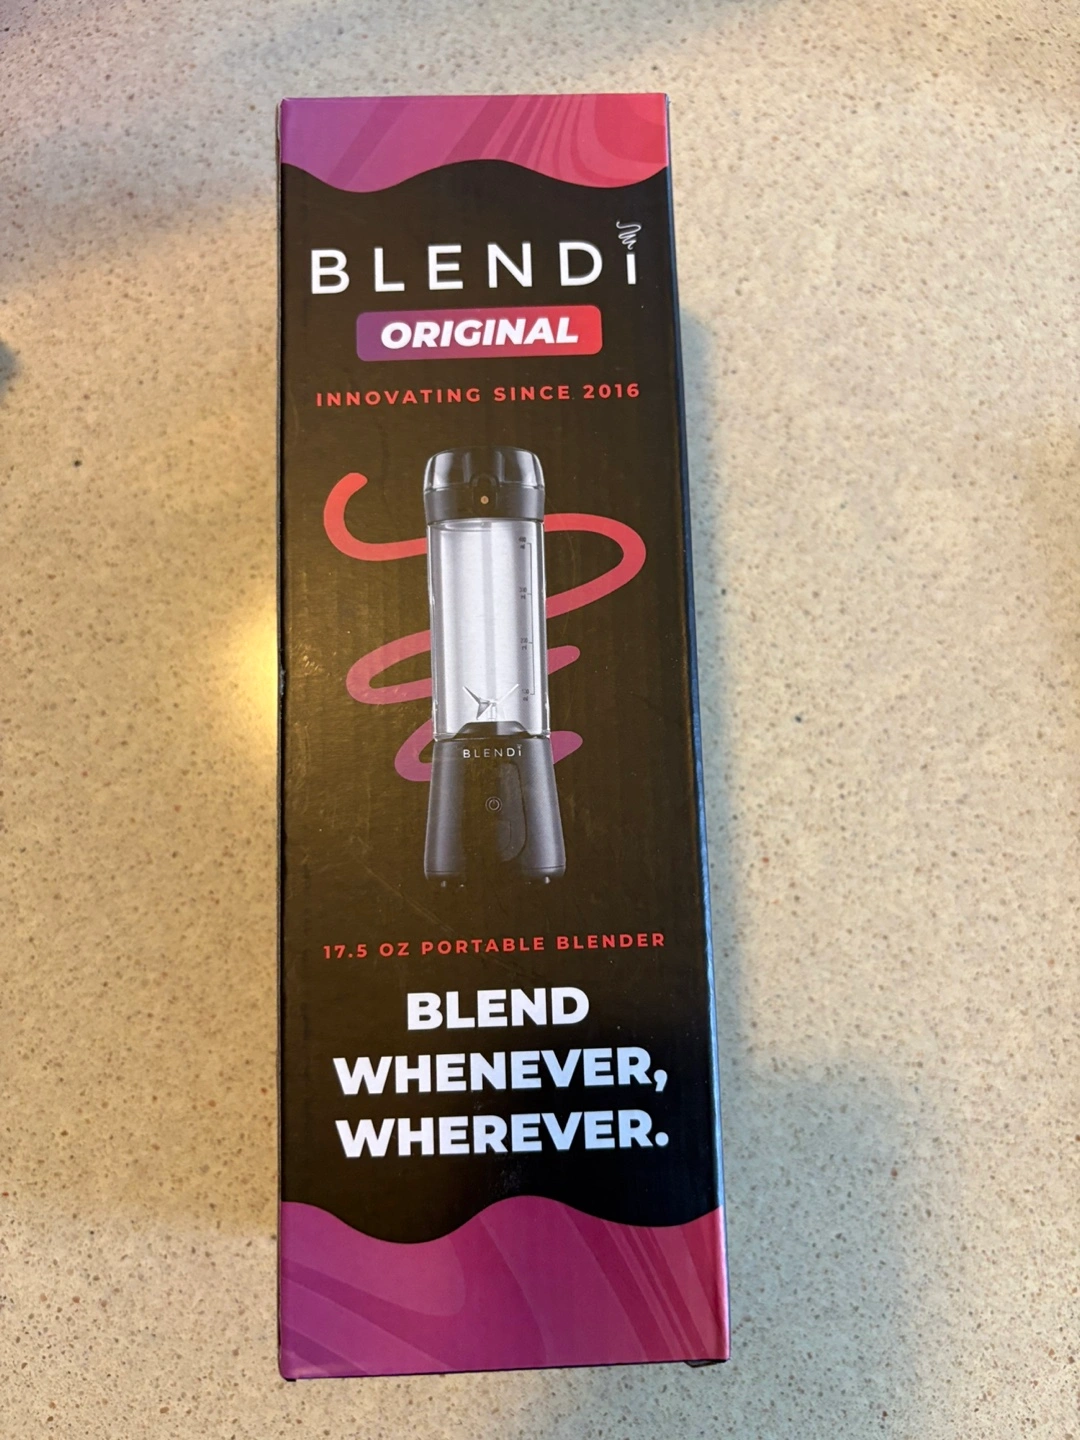 BLENDi
ORIGINAL
INNOVATING SINCE 2016
BLENDi
17.5 OZ PORTABLE BLENDER
BLEND
WHENEVER,
WHEREVER.